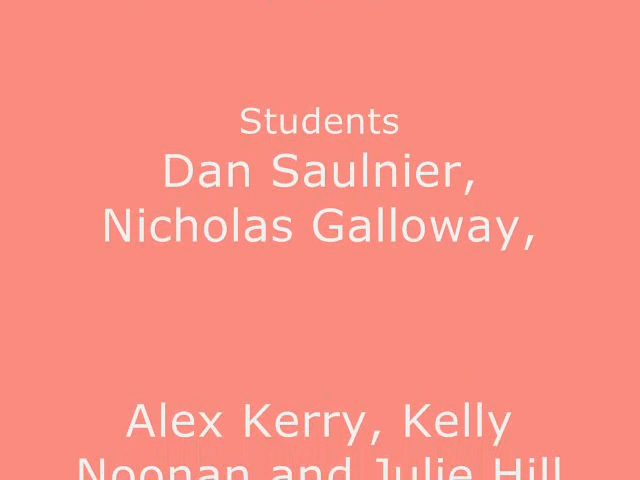 Students
Dan Saulnier,
Nicholas Galloway,
Alex Kerry, Kelly
Noonan and Julie Hill